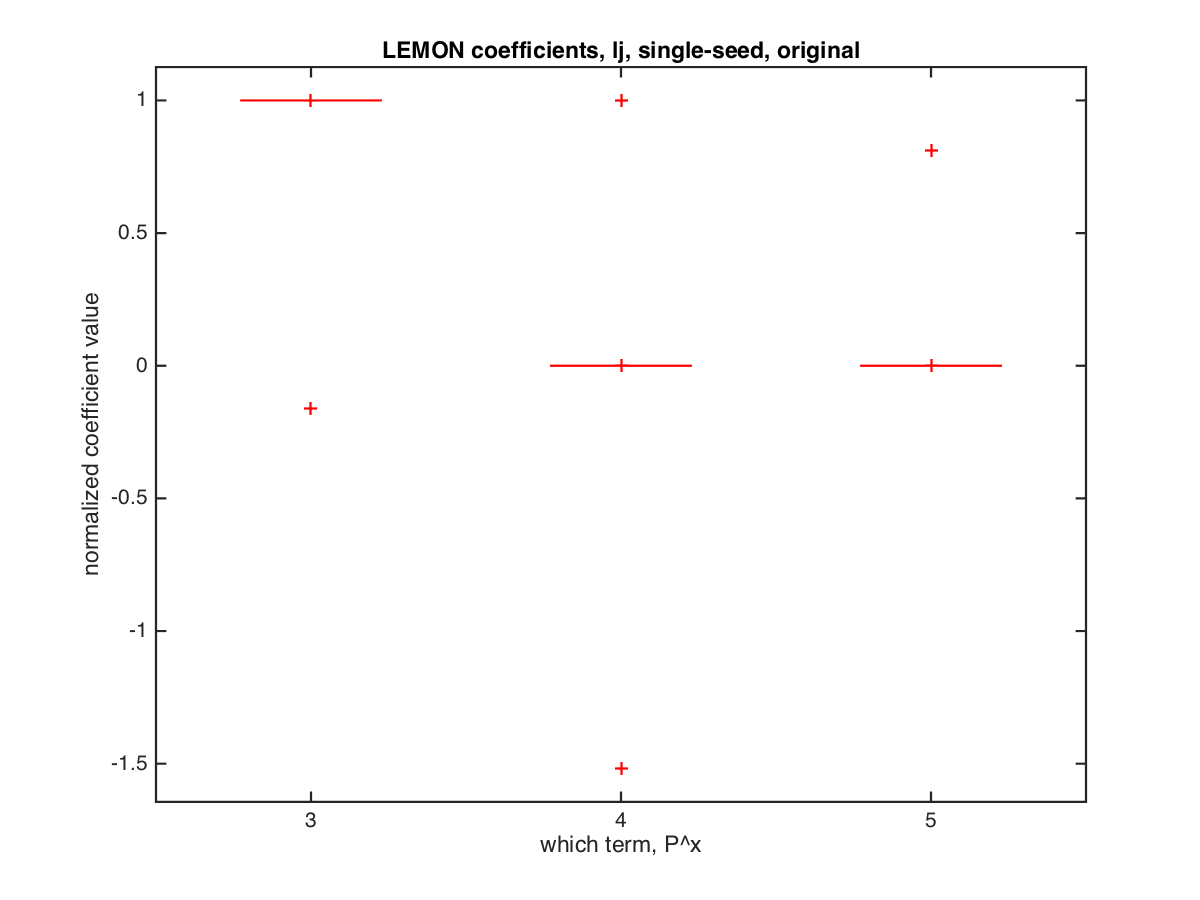 LEMON coefficients, lj, single-seed, original
1
0.5
0
-0.5
-1
-1.5
normalized coefficient value
3 4 5
which term, P^x